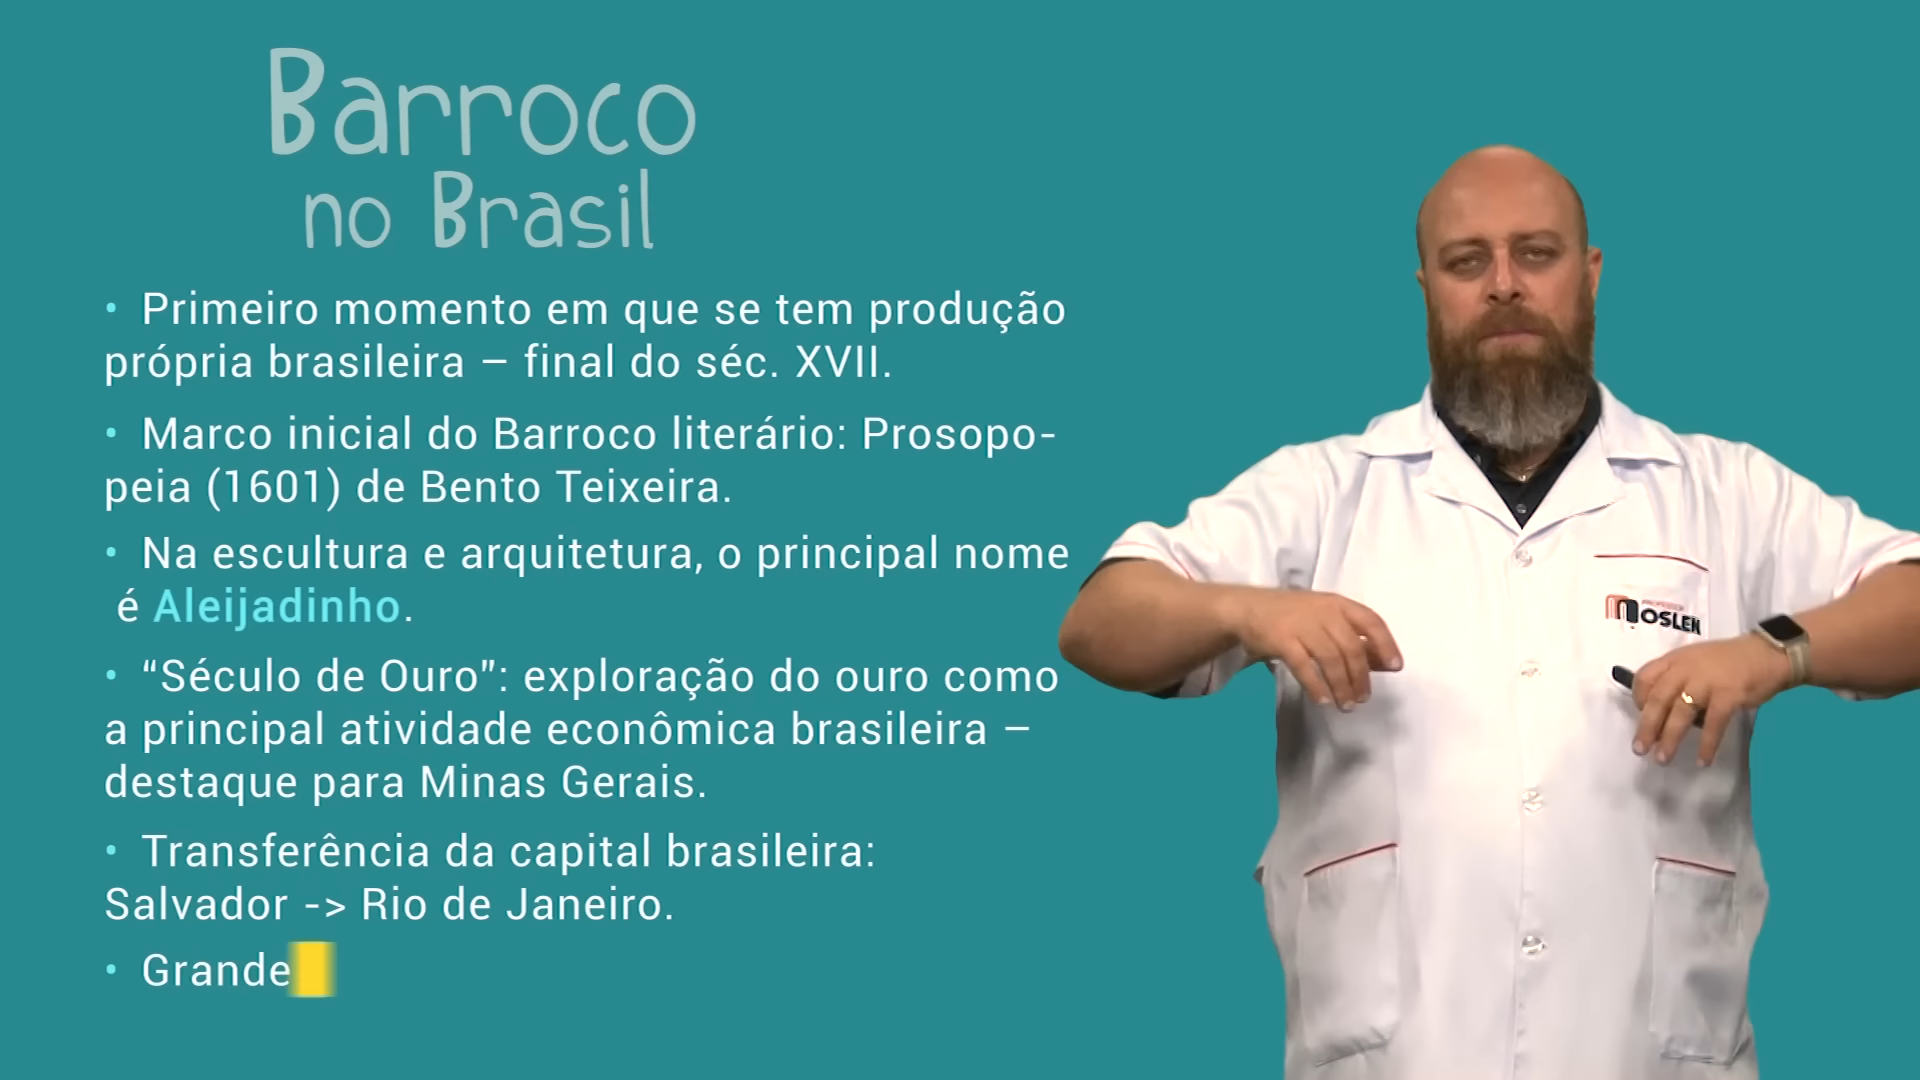 Barroco
no Brasil
• Primeiro momento em que se tem produção
própria brasileira – final do séc. XVII.
• Marco inicial do Barroco literário: Prosopo-
peia (1601) de Bento Teixeira.
• Na escultura e arquitetura, o principal nome
é Aleijadinho.
• “Século de Ouro”: exploração do ouro como
a principal atividade econômica brasileira –
destaque para Minas Gerais.
• Transferência da capital brasileira:
Salvador -> Rio de Janeiro.
• Grande
PROFESSOR
MOSLEN